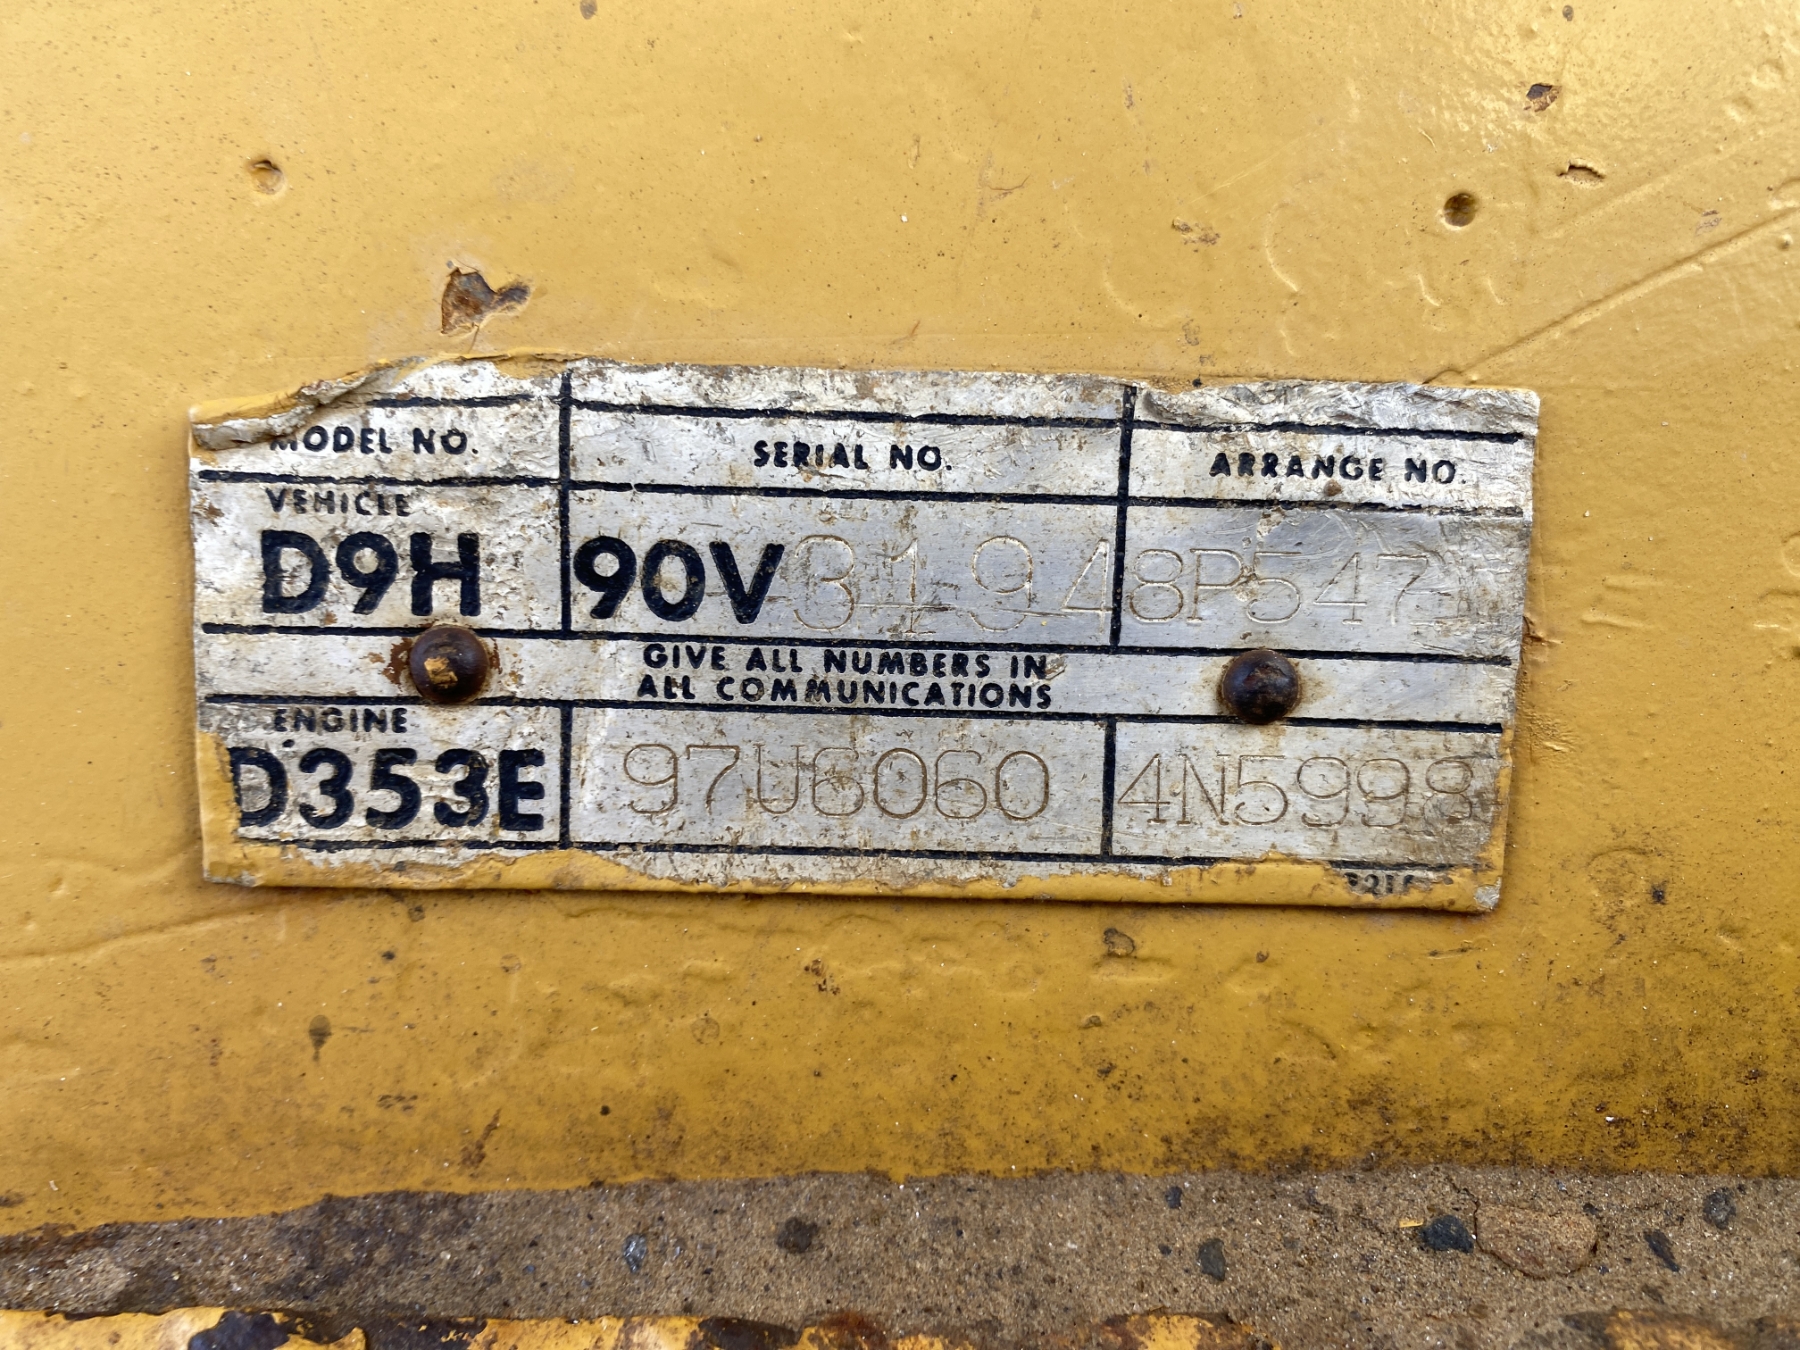 MODEL NO. SERIAL NO. ARRANGE NO.
VEHICLE
D9H 90V3194 8P547
GIVE ALL NUMBERS IN
ALL COMMUNICATIONS
ENGINE
D353E 97U6060 4N5998